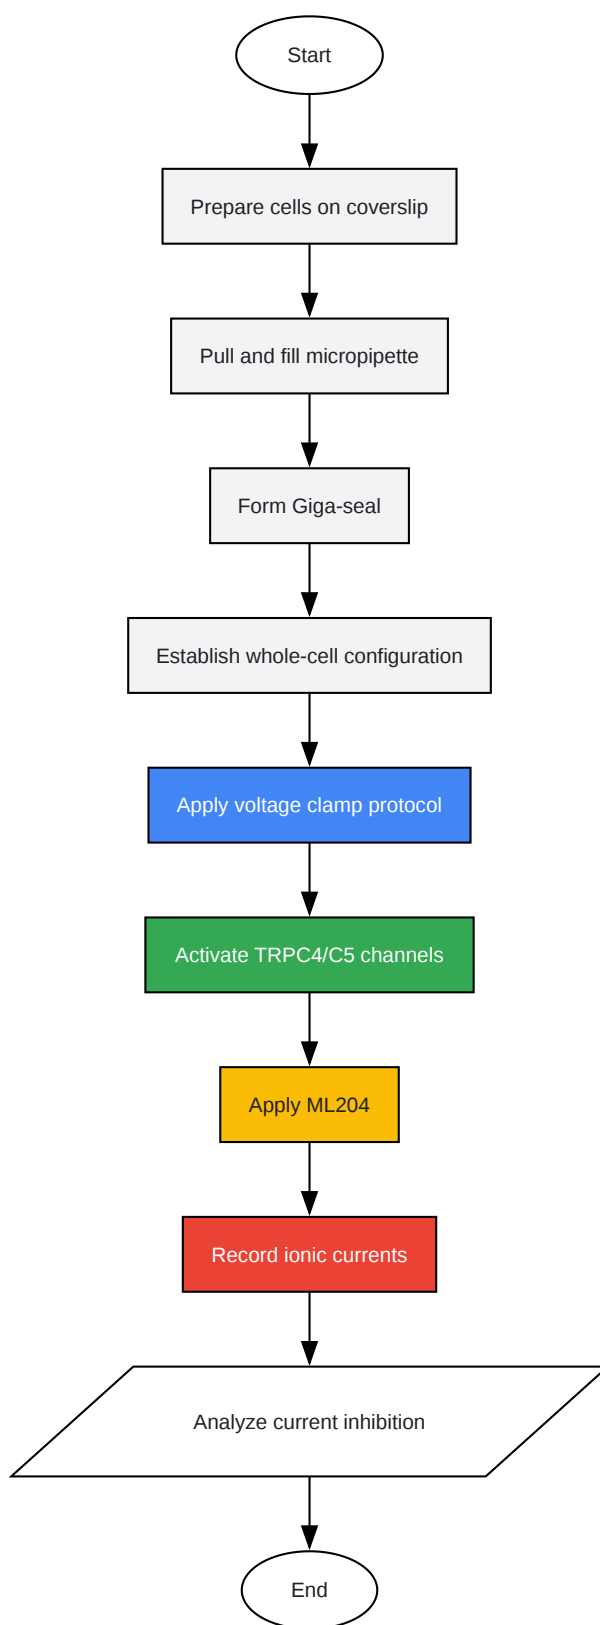 Start
Prepare cells on coverslip
Pull and fill micropipette
Form Giga-seal
Establish whole-cell configuration
Apply voltage clamp protocol
Activate TRPC4/C5 channels
Apply ML204
Record ionic currents
Analyze current inhibition
End